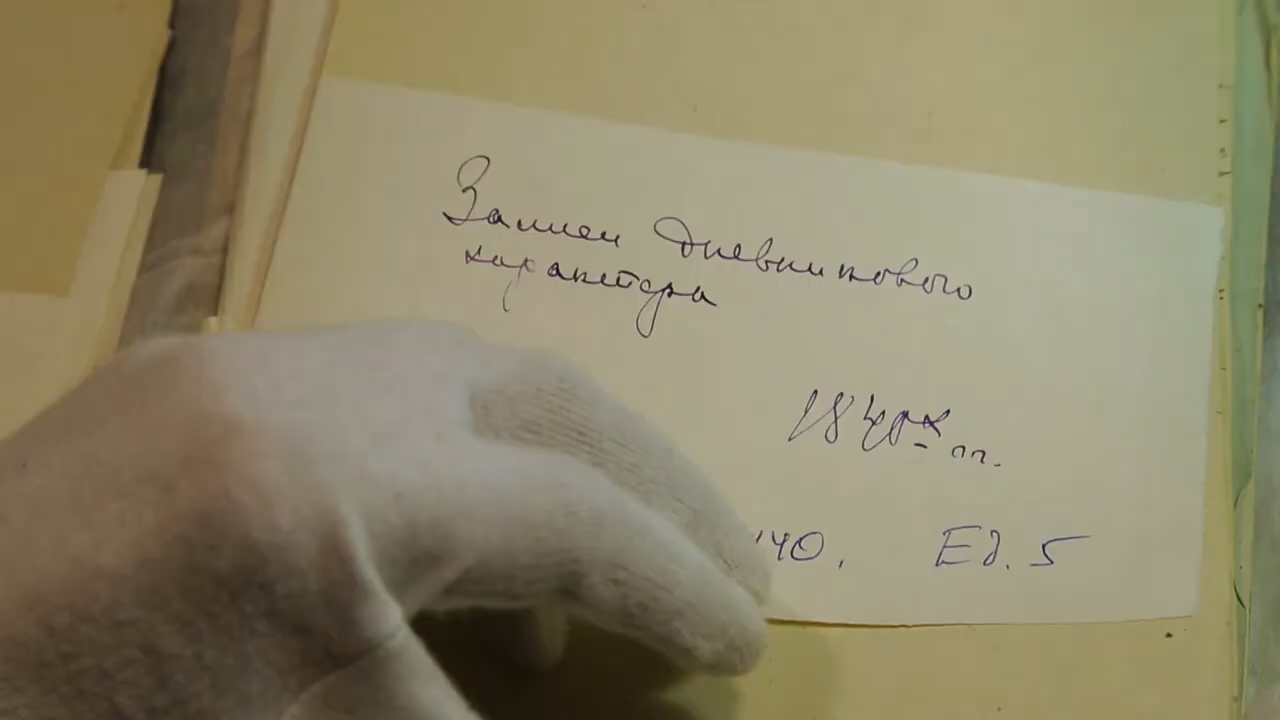 Записи дневникового
характера
1840х гг.
140, Ед. 5